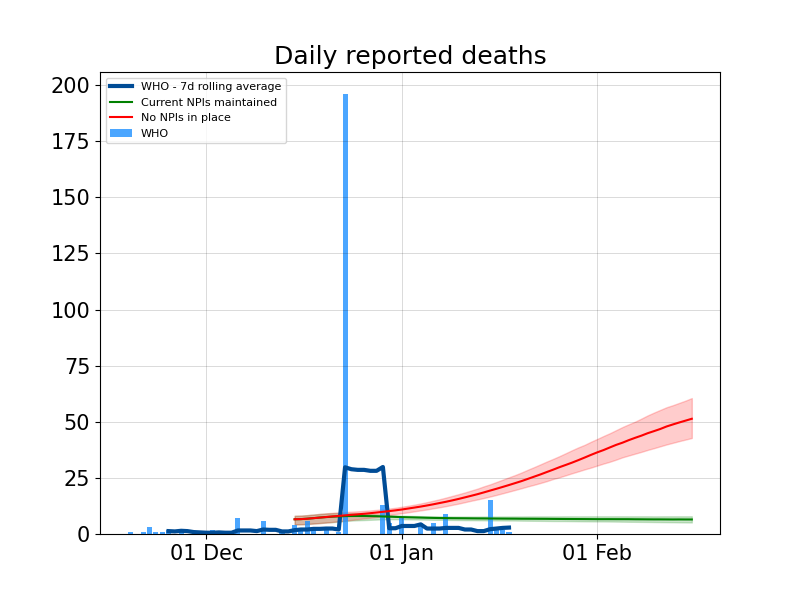 Daily reported deaths
WHO - 7d rolling average
Current NPIs maintained
No NPIs in place
WHO
200
175
150
125
100
75
50
25
0
01 Dec
01 Jan
01 Feb